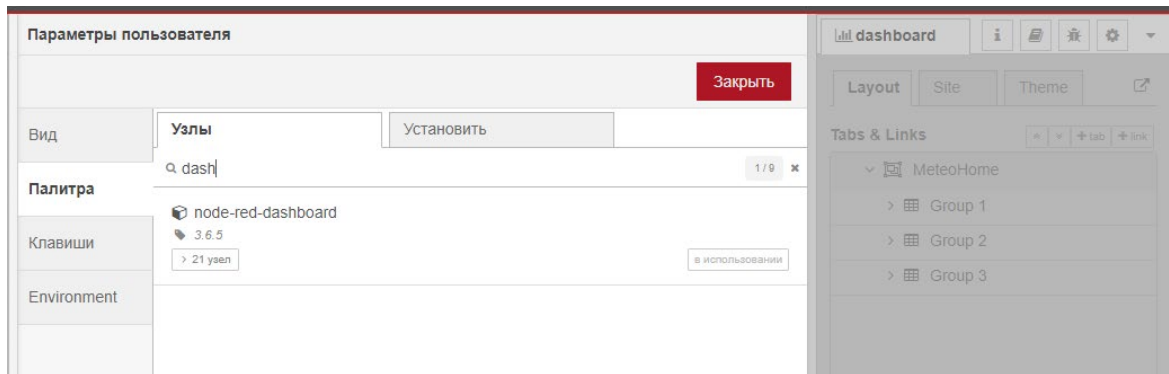 Параметры пользователя
Закрыть
Вид
Палитра
Клавиши
Environment
Узлы
Установить
dash
1 / 9
node-red-dashboard
3.6.5
21 узел
в использовании
dashboard
Layout
Site
Theme
Tabs & Links
tab
link
MeteoHome
Group 1
Group 2
Group 3